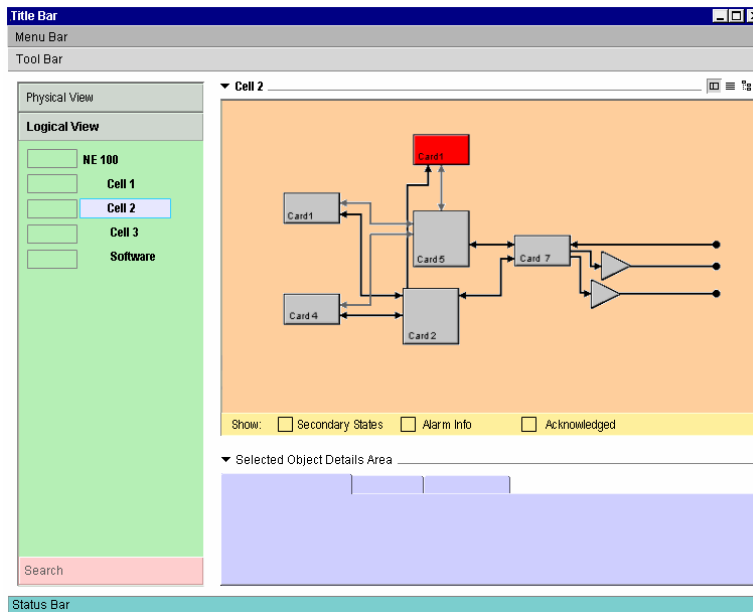 Title Bar
Menu Bar
Tool Bar
Physical View
Logical View
NE 100
Cell 1
Cell 2
Cell 3
Software
Search
Cell 2
Card1
Card1
Card 5
Card 7
Card 4
Card 2
Show: Secondary States Alarm Info Acknowledged
Selected Object Details Area
Status Bar